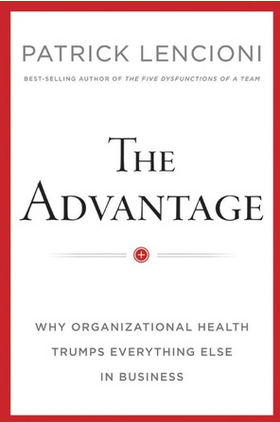 PATRICK LENCIONI
BEST-SELLING AUTHOR OF THE FIVE DYSFUNCTIONS OF A TEAM
THE
ADVANTAGE
WHY ORGANIZATIONAL HEALTH
TRUMPS EVERYTHING ELSE
IN BUSINESS